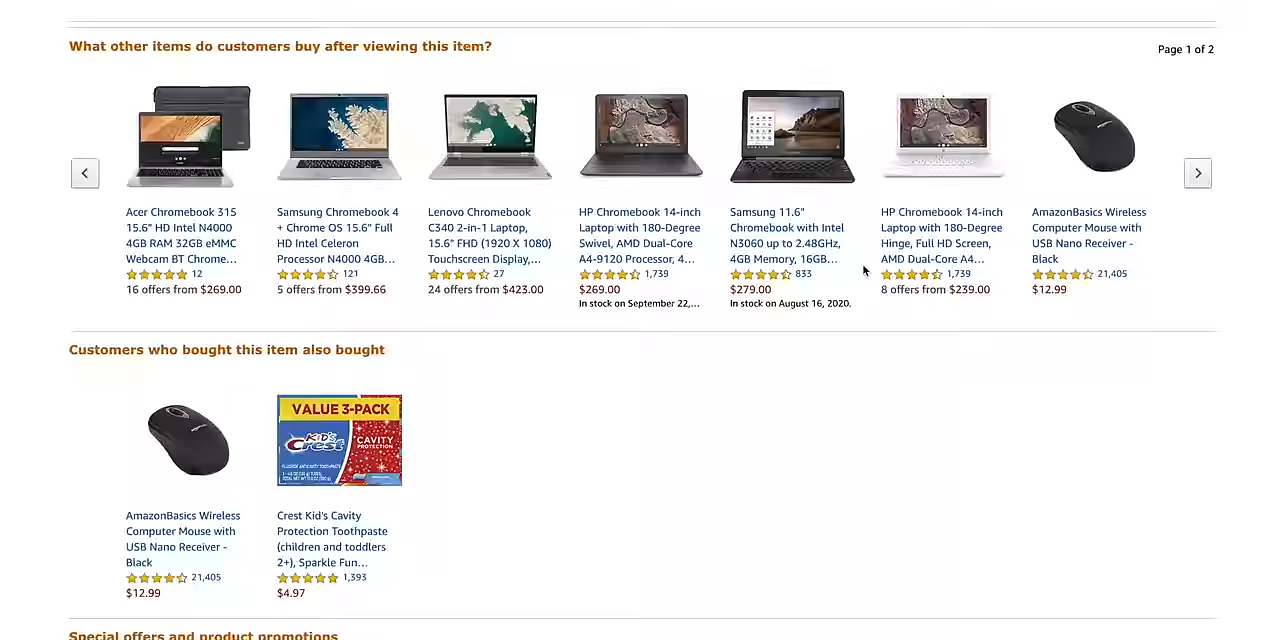 What other items do customers buy after viewing this item?
Page 1 of 2
Acer Chromebook 315
15.6" HD Intel N4000
4GB RAM 32GB eMMC
Webcam BT Chrome...
12
16 offers from $269.00
Samsung Chromebook 4
+ Chrome OS 15.6" Full
HD Intel Celeron
Processor N4000 4GB...
121
5 offers from $399.66
Lenovo Chromebook
C340 2-in-1 Laptop,
15.6" FHD (1920 X 1080)
Touchscreen Display,...
27
24 offers from $423.00
HP Chromebook 14-inch
Laptop with 180-Degree
Swivel, AMD Dual-Core
A4-9120 Processor, 4...
1,739
$269.00
In stock on September 22,...
Samsung 11.6"
Chromebook with Intel
N3060 up to 2.48GHz,
4GB Memory, 16GB...
833
$279.00
In stock on August 16, 2020.
HP Chromebook 14-inch
Laptop with 180-Degree
Hinge, Full HD Screen,
AMD Dual-Core A4...
1,739
8 offers from $239.00
AmazonBasics Wireless
Computer Mouse with
USB Nano Receiver -
Black
21,405
$12.99
Customers who bought this item also bought
VALUE 3-PACK
KID'S
Crest
CAVITY
PROTECTION
AmazonBasics Wireless
Computer Mouse with
USB Nano Receiver -
Black
21,405
$12.99
Crest Kid's Cavity
Protection Toothpaste
(children and toddlers
2+), Sparkle Fun...
1,393
$4.97
Special offers and product promotions